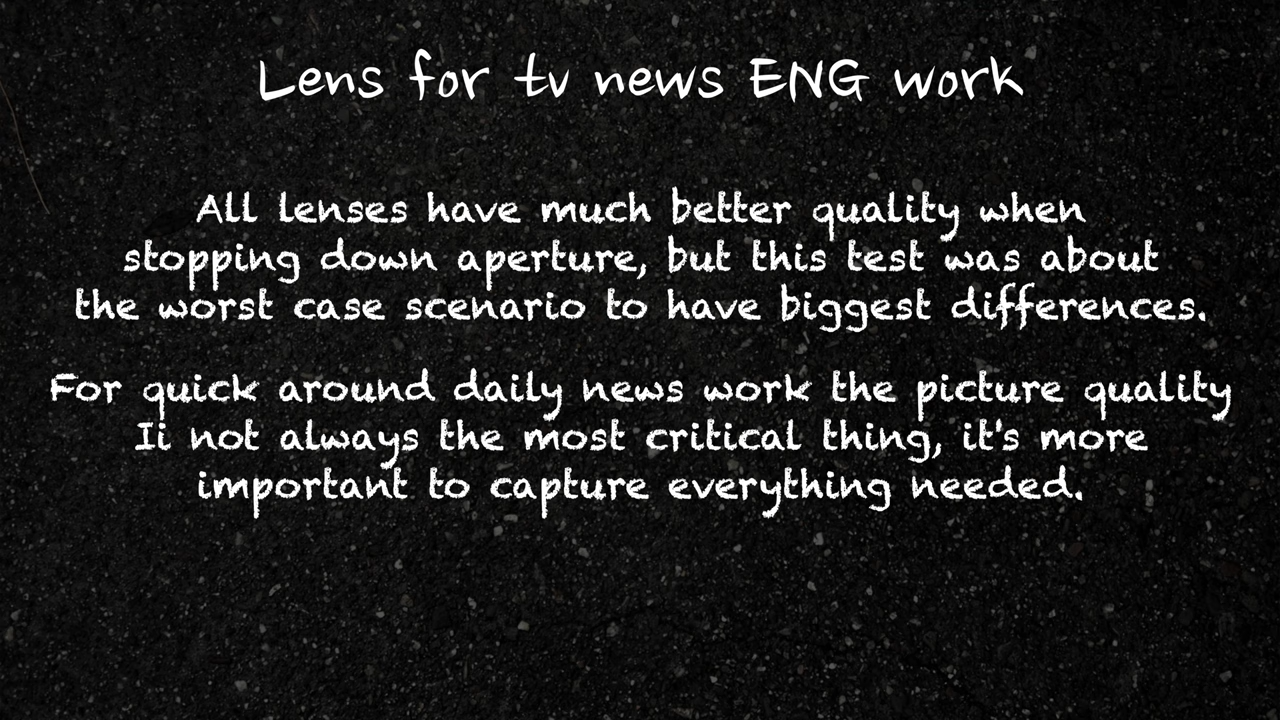 Lens for tv news ENG work
All lenses have much better quality when
stopping down aperture, but this test was about
the worst case scenario to have biggest differences.
For quick around daily news work the picture quality
Ii not always the most critical thing, it's more
important to capture everything needed.